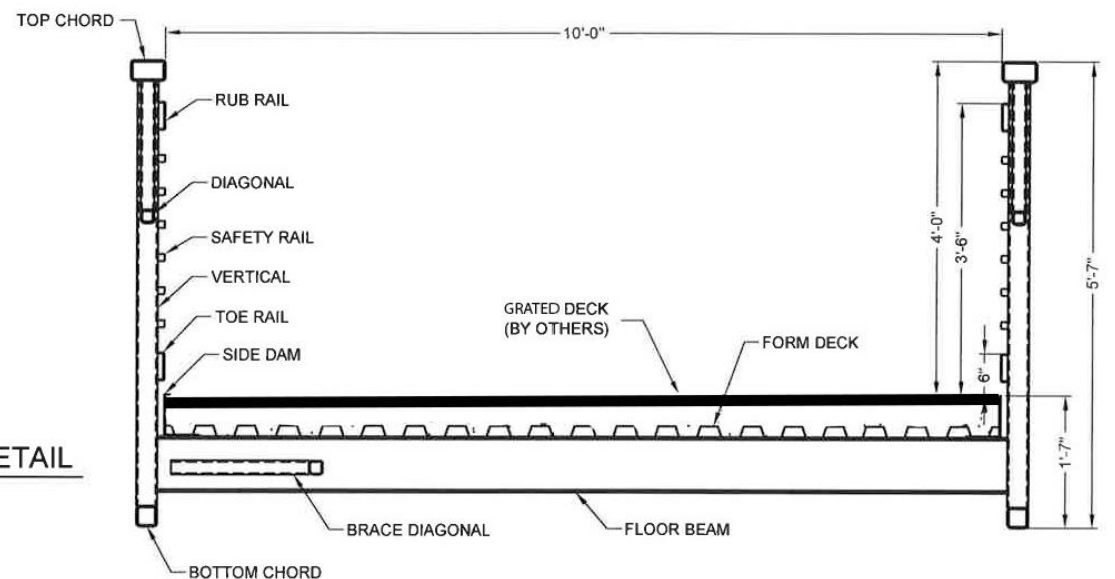 TOP CHORD
10'-0"
RUB RAIL
DIAGONAL
SAFETY RAIL
VERTICAL
TOE RAIL
SIDE DAM
GRATED DECK
(BY OTHERS)
FORM DECK
4'-0"
3'-6"
5'-7"
6"
1'-7"
ETAIL
BRACE DIAGONAL
FLOOR BEAM
BOTTOM CHORD